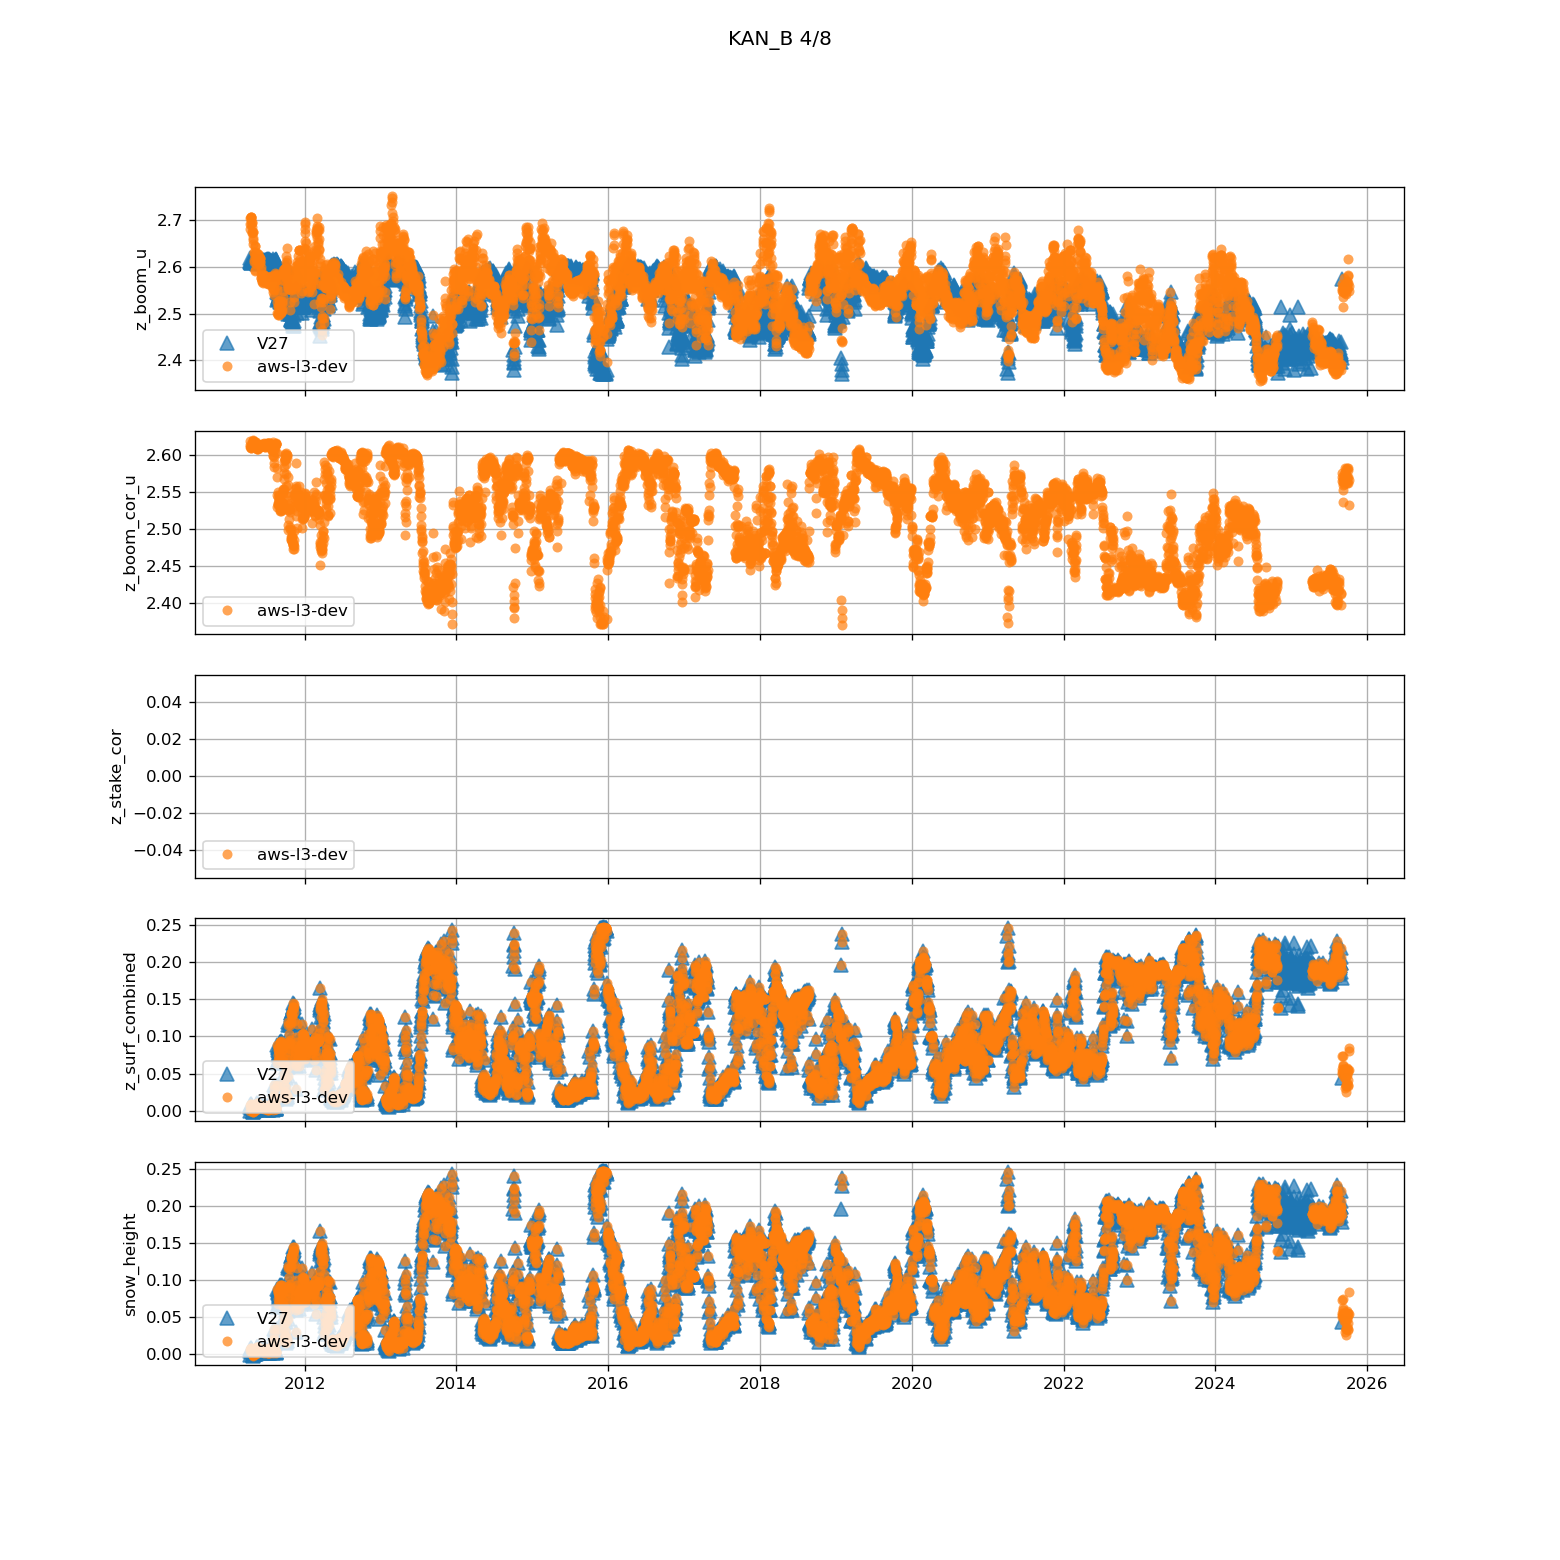 KAN_B 4/8
2.7
2.6
2.5
2.4
z_boom_u
V27
aws-l3-dev
2.60
2.55
2.50
2.45
2.40
z_boom_cor_u
aws-l3-dev
0.04
0.02
0.00
−0.02
−0.04
z_stake_cor
aws-l3-dev
0.25
0.20
0.15
0.10
0.05
0.00
z_surf_combined
V27
aws-l3-dev
0.25
0.20
0.15
0.10
0.05
0.00
snow_height
V27
aws-l3-dev
2012 2014 2016 2018 2020 2022 2024 2026